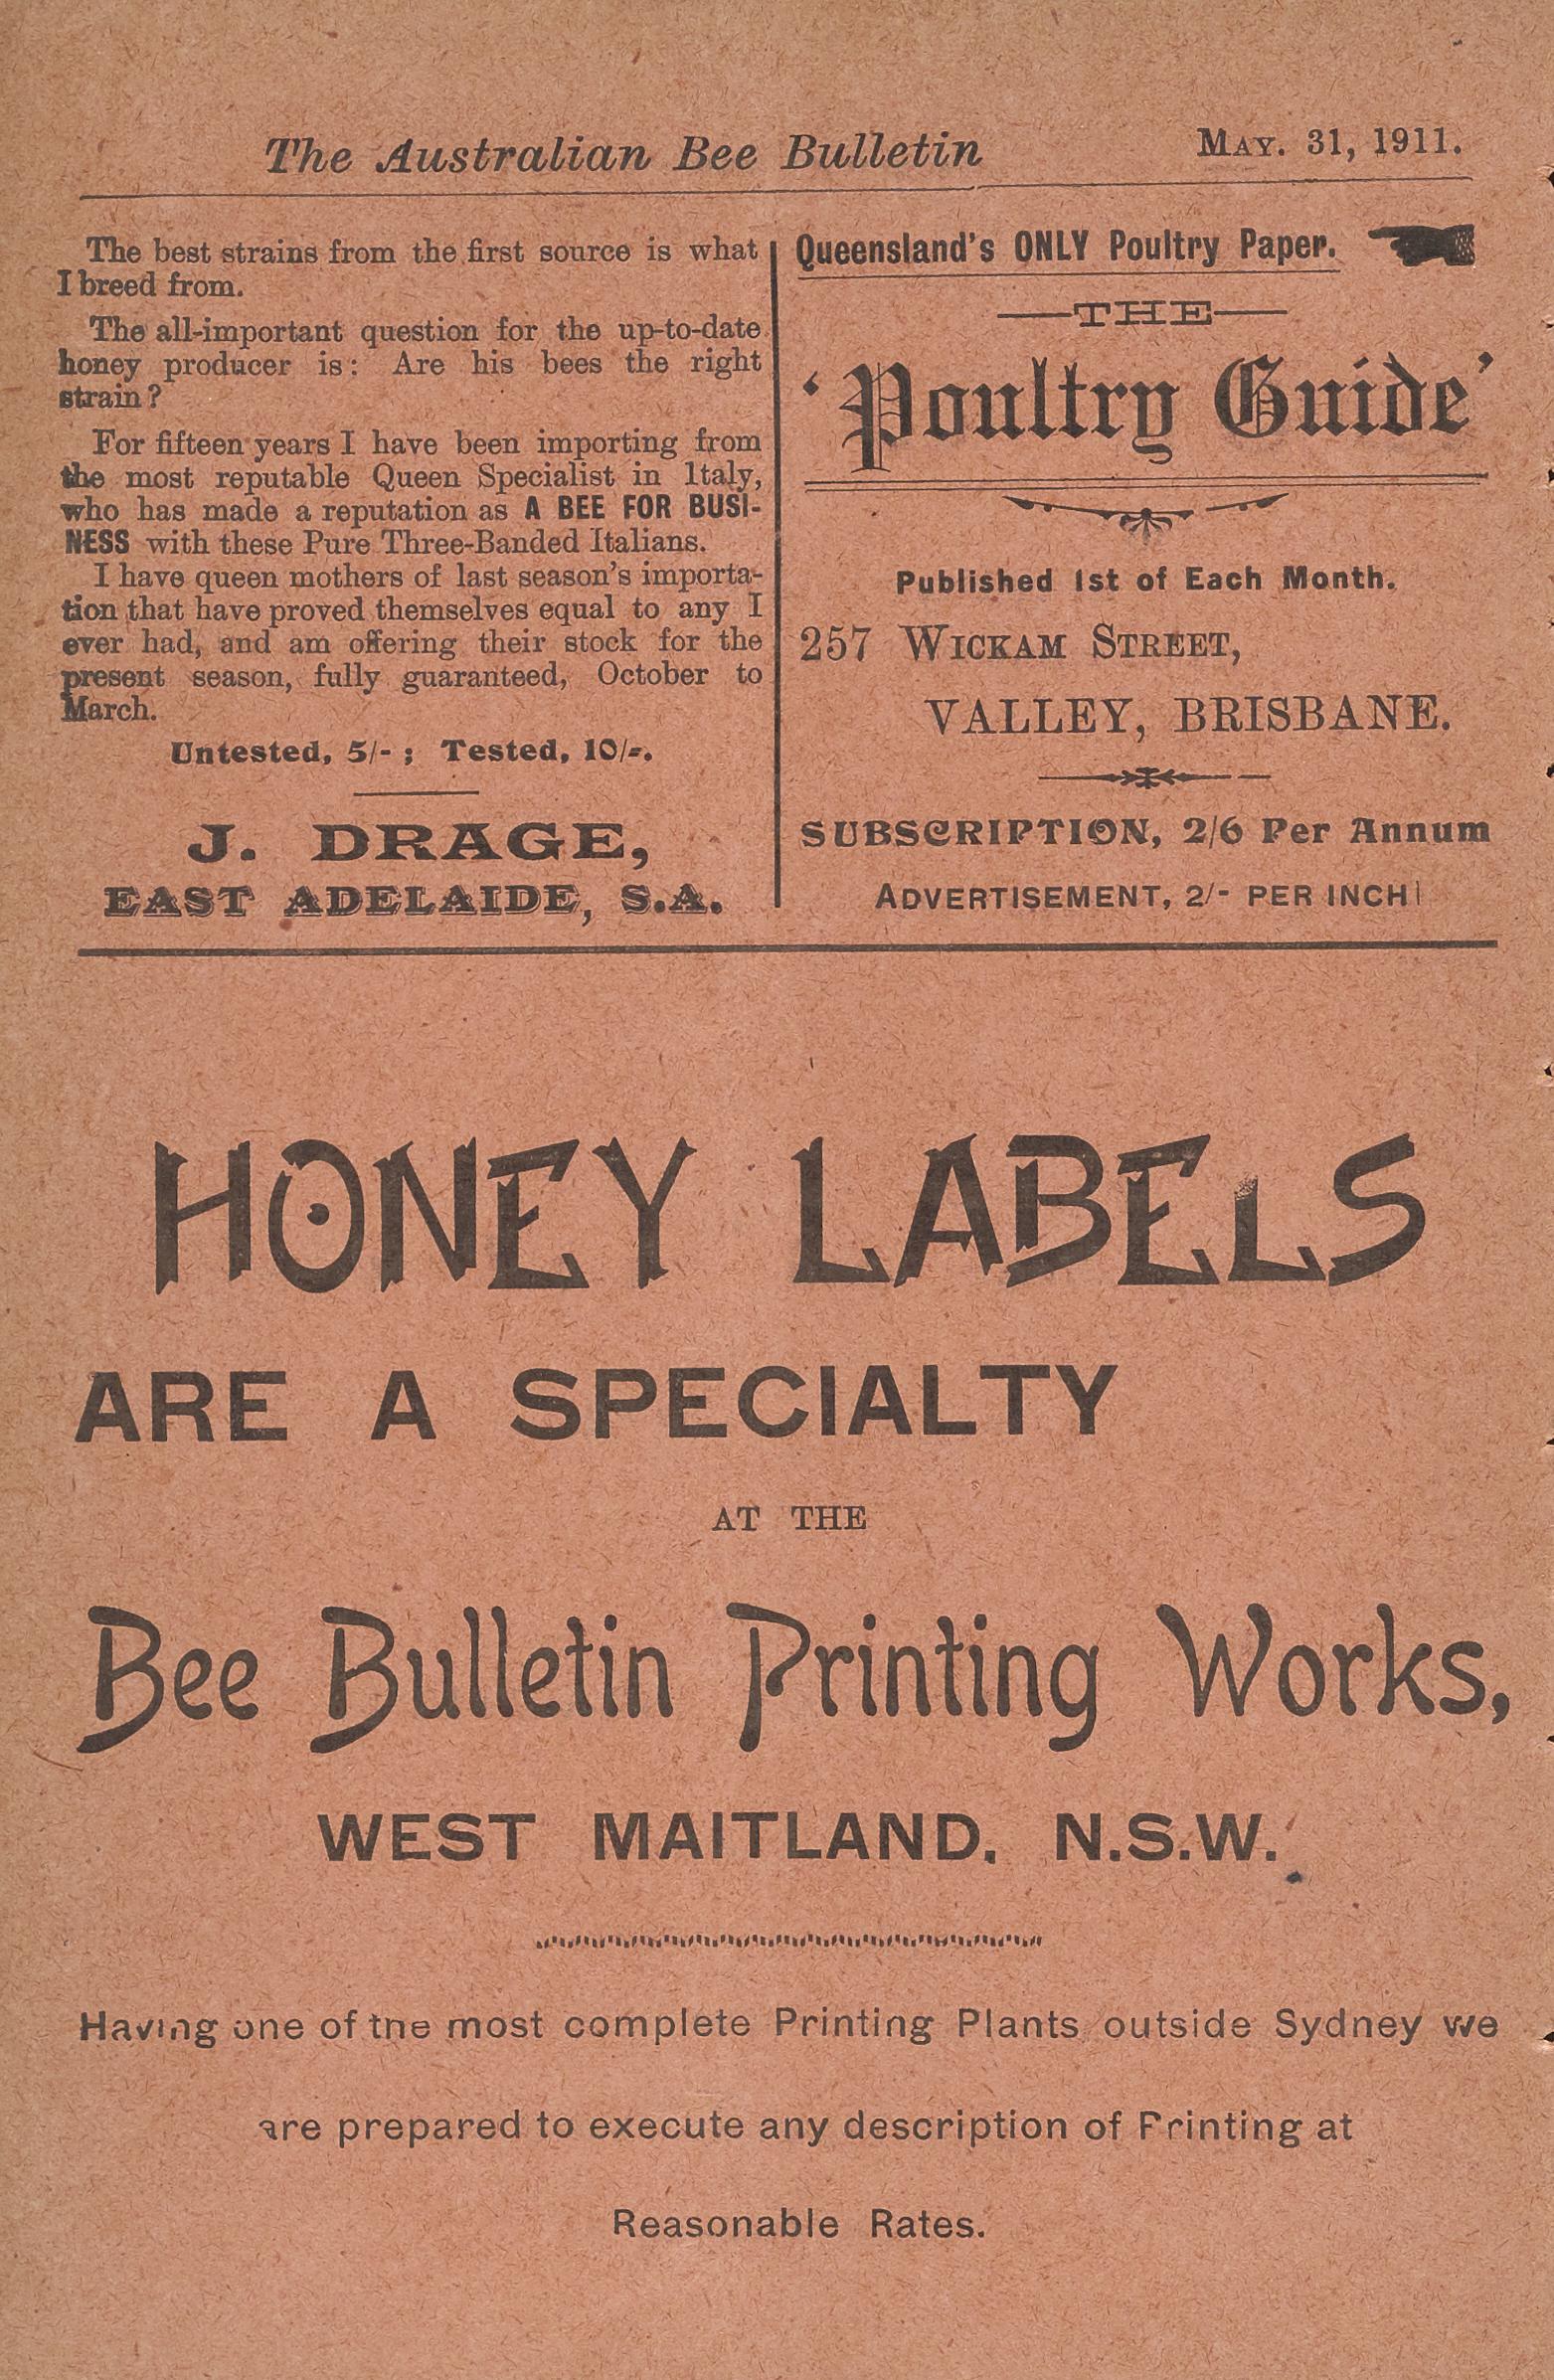 The Australian Bee Bulletin
MAY. 31, 1911.
The best strains from the first source is what
I breed from.
The all-important question for the up-to-date
honey producer is: Are his bees the right
strain?
For fifteen years I have been importing from
the most reputable Queen Specialist in Italy,
who has made a reputation as A BEE FOR BUSI-
NESS with these Pure Three-Banded Italians.
I have queen mothers of last season's importa-
tion that have proved themselves equal to any I
ever had, and am offering their stock for the
present season, fully guaranteed, October to
March.
Untested, 5/- ; Tested, 10/-.
J. DRAGE,
EAST ADELAIDE, S.A.
Queensland's ONLY Poultry Paper.
THE
'Poultry Guide'
Published 1st of Each Month.
257 WICKAM STREET,
VALLEY, BRISBANE.
SUBSCRIPTION, 2/6 Per Annum
ADVERTISEMENT, 2/- PER INCH
HONEY LABELS
ARE A SPECIALTY
AT THE
Bee Bulletin Printing Works,
WEST MAITLAND. N.S.W.
Having one of the most complete Printing Plants outside Sydney we
are prepared to execute any description of Printing at
Reasonable Rates.